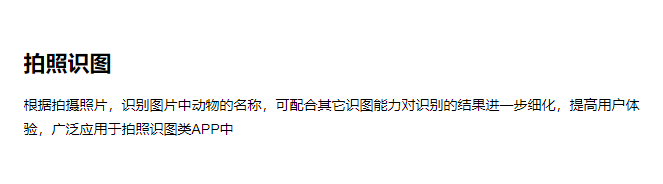 拍照识图
根据拍摄照片，识别图片中动物的名称，可配合其它识图能力对识别的结果进一步细化，提高用户体
验，广泛应用于拍照识图类APP中